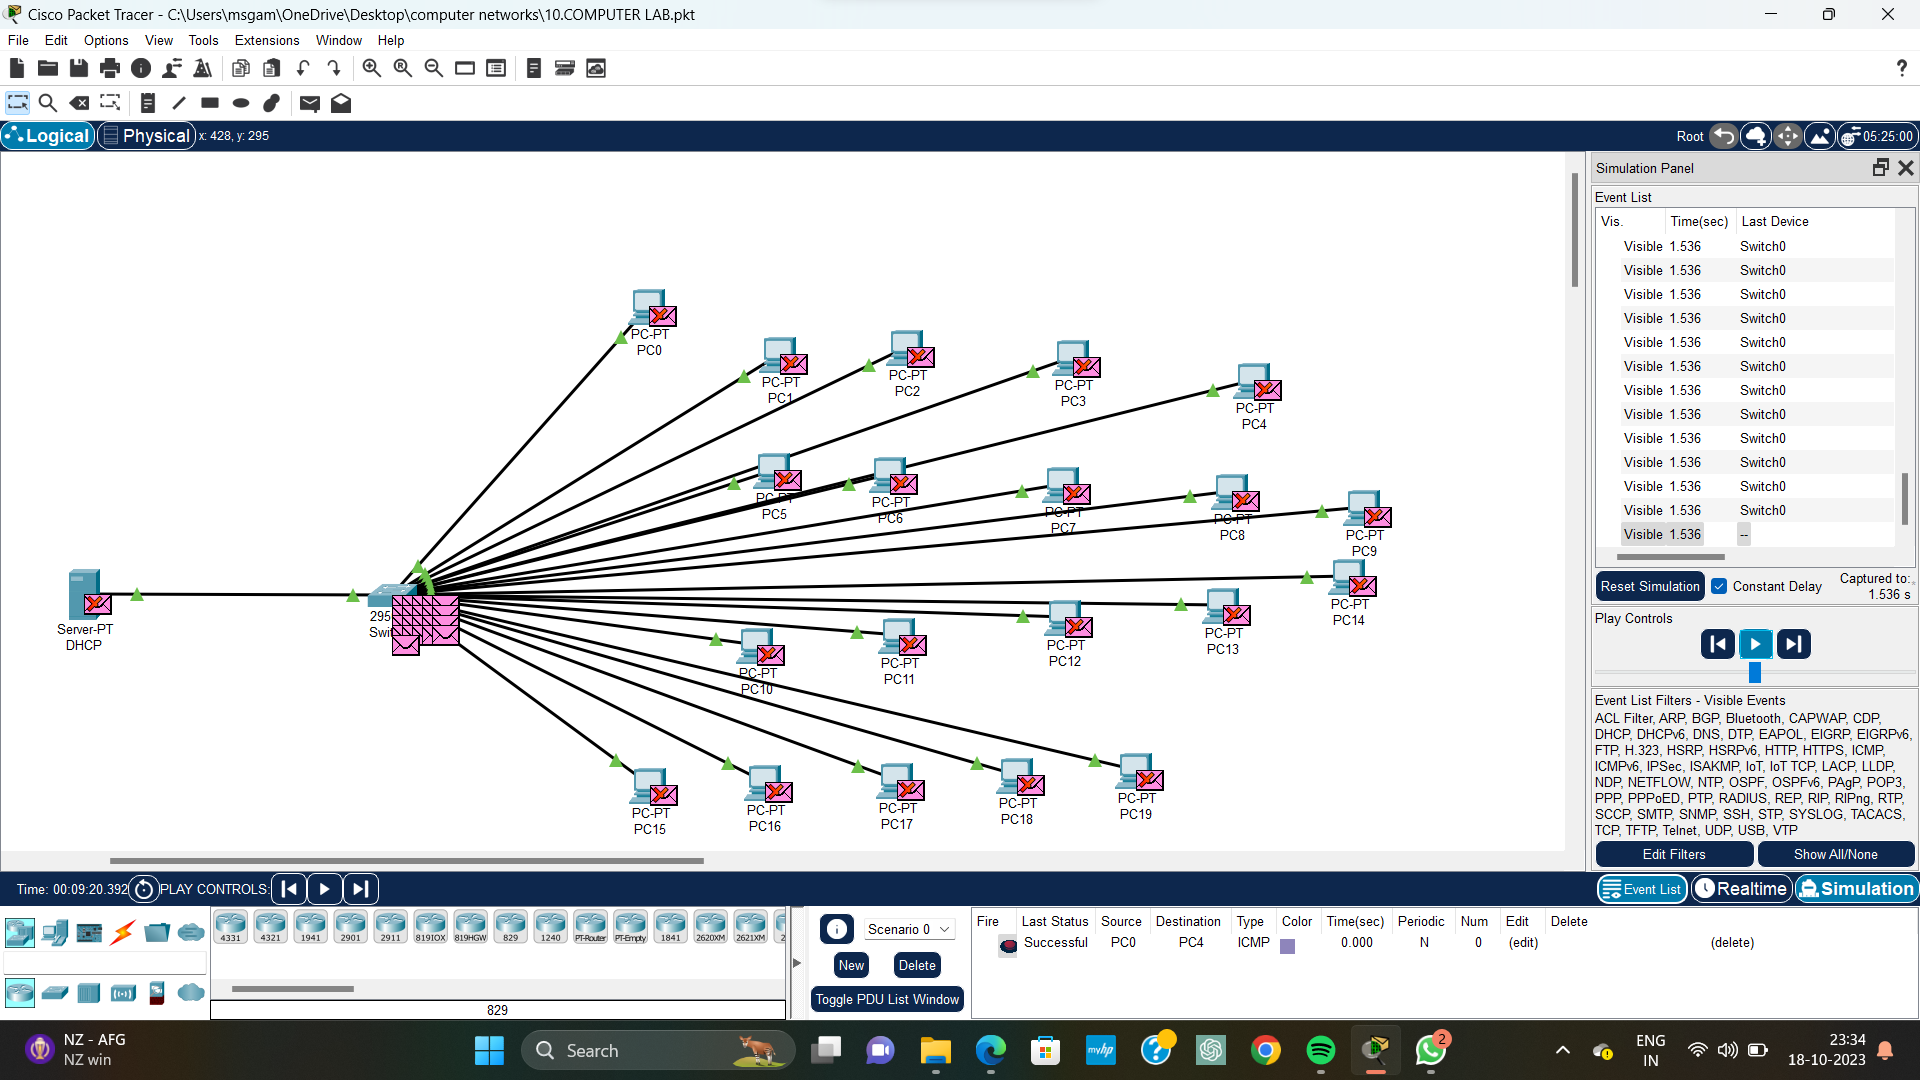 Cisco Packet Tracer - C:\Users\msgam\OneDrive\Desktop\computer networks\10.COMPUTER LAB.pkt
File Edit Options View Tools Extensions Window Help
?
Logical Physical x: 428, y: 295
Root 05:25:00
Simulation Panel
Event List
Vis. Time(sec) Last Device
Visible 1.536 Switch0
Visible 1.536 Switch0
Visible 1.536 Switch0
Visible 1.536 Switch0
Visible 1.536 Switch0
Visible 1.536 Switch0
Visible 1.536 Switch0
Visible 1.536 Switch0
Visible 1.536 Switch0
Visible 1.536 Switch0
Visible 1.536 Switch0
Visible 1.536 Switch0
Visible 1.536 --
Reset Simulation Constant Delay Captured to:
1.536 s
Play Controls
Event List Filters - Visible Events
ACL Filter, ARP, BGP, Bluetooth, CAPWAP, CDP,
DHCP, DHCPv6, DNS, DTP, EAPOL, EIGRP, EIGRPv6,
FTP, H.323, HSRP, HSRPv6, HTTP, HTTPS, ICMP,
ICMPv6, IPSec, ISAKMP, IoT, IoT TCP, LACP, LLDP,
NDP, NETFLOW, NTP, OSPF, OSPFv6, PAgP, POP3,
PPP, PPPoED, PTP, RADIUS, REP, RIP, RIPng, RTP,
SCCP, SMTP, SNMP, SSH, STP, SYSLOG, TACACS,
TCP, TFTP, Telnet, UDP, USB, VTP
Edit Filters Show All/None
PC-PT
PC0
PC-PT
PC1
PC-PT
PC2
PC-PT
PC3
PC-PT
PC4
PC-PT
PC5
PC-PT
PC6
PC-PT
PC7
PC-PT
PC8
PC-PT
PC9
PC-PT
PC14
PC-PT
PC13
PC-PT
PC12
PC-PT
PC11
PC-PT
PC10
Server-PT
DHCP
295
Swi
PC-PT
PC15
PC-PT
PC16
PC-PT
PC17
PC-PT
PC18
PC-PT
PC19
Time: 00:09:20.392 PLAY CONTROLS:
Event List Realtime Simulation
4331 4321 1941 2901 2911 819IOX 819HGW 829 1240 PT-Router PT-Empty 1841 2620XM 2621XM 2
829
Scenario 0
New Delete
Toggle PDU List Window
Fire Last Status Source Destination Type Color Time(sec) Periodic Num Edit Delete
Successful PC0 PC4 ICMP 0.000 N 0 (edit) (delete)
NZ - AFG
NZ win
Search
myhp
2
ENG
IN
23:34
18-10-2023